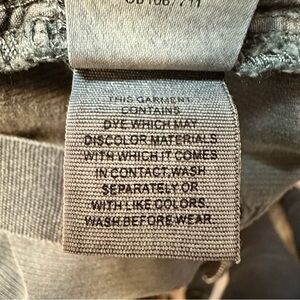 THIS GARMENT
CONTAINS
DYE WHICH MAY
DISCOLOR MATERIALS
WITH WHICH IT COMES
IN CONTACT, WASH
SEPARATELY OR
WITH LIKE COLORS.
WASH BEFORE WEAR